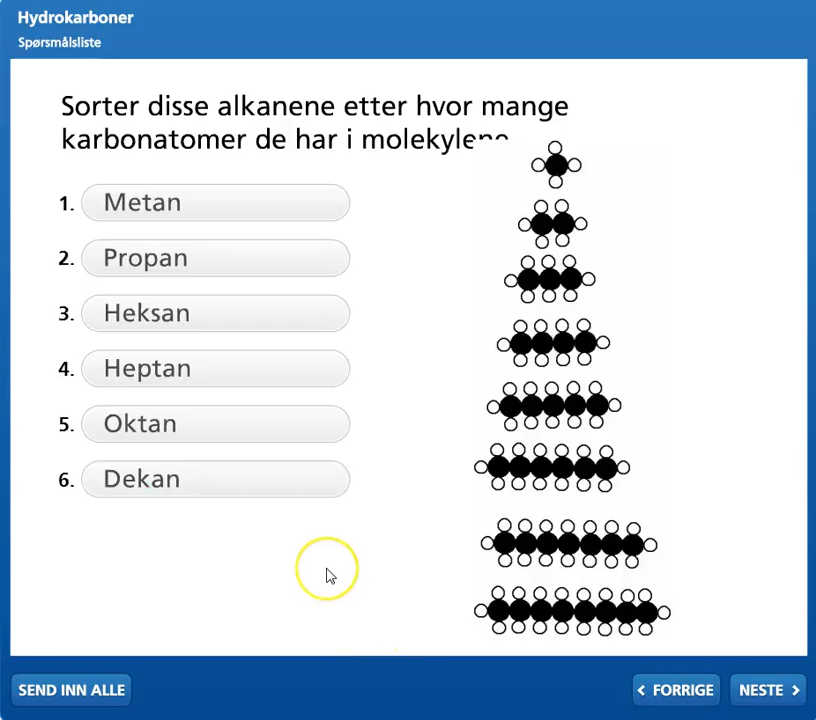 Hydrokarboner
Spørsmålsliste
Sorter disse alkanene etter hvor mange
karbonatomer de har i molekylene
1. Metan
2. Propan
3. Heksan
4. Heptan
5. Oktan
6. Dekan
SEND INN ALLE
FORRIGE
NESTE